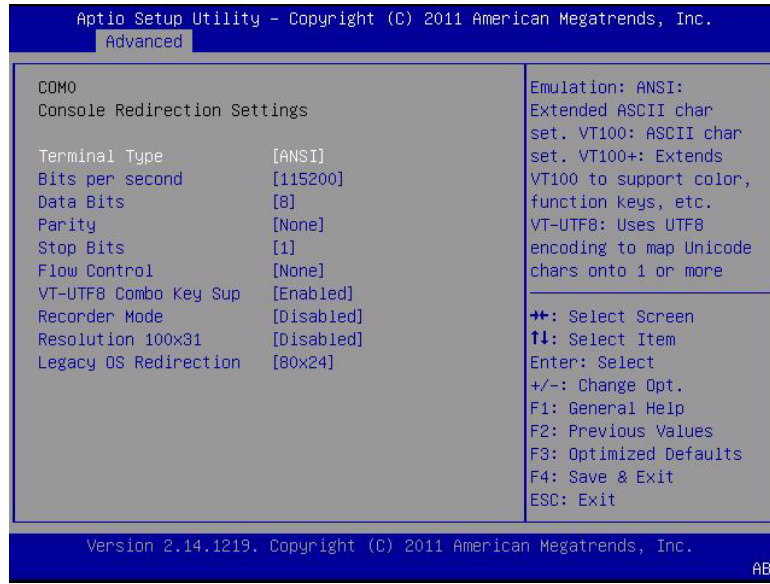 Aptio Setup Utility – Copyright (C) 2011 American Megatrends, Inc.
Advanced
COM0
Console Redirection Settings
Terminal Type [ANSI]
Bits per second [115200]
Data Bits [8]
Parity [None]
Stop Bits [1]
Flow Control [None]
VT-UTF8 Combo Key Sup [Enabled]
Recorder Mode [Disabled]
Resolution 100x31 [Disabled]
Legacy OS Redirection [80x24]
Emulation: ANSI:
Extended ASCII char
set. VT100: ASCII char
set. VT100+: Extends
VT100 to support color,
function keys, etc.
VT-UTF8: Uses UTF8
encoding to map Unicode
chars onto 1 or more
→←: Select Screen
↑↓: Select Item
Enter: Select
+/-: Change Opt.
F1: General Help
F2: Previous Values
F3: Optimized Defaults
F4: Save & Exit
ESC: Exit
Version 2.14.1219. Copyright (C) 2011 American Megatrends, Inc.
AB